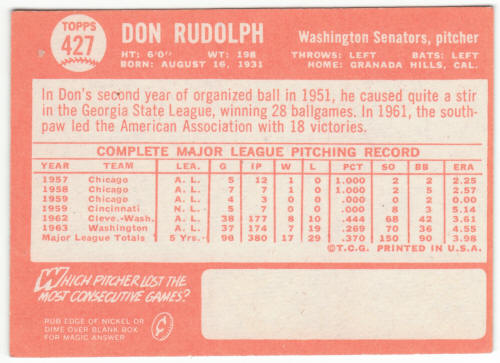 TOPPS
427
DON RUDOLPH
HT: 6'0" WT: 198
BORN: AUGUST 16, 1931
Washington Senators, pitcher
THROWS: LEFT BATS: LEFT
HOME: GRANADA HILLS, CAL.
In Don's second year of organized ball in 1951, he caused quite a stir
in the Georgia State League, winning 28 ballgames. In 1961, the south-
paw led the American Association with 18 victories.
COMPLETE MAJOR LEAGUE PITCHING RECORD
YEAR TEAM LEA. G IP W L PCT SO BB ERA
1957 Chicago A. L. 5 12 1 0 1.000 2 2 2.25
1958 Chicago A. L. 7 7 1 0 1.000 2 5 2.57
1959 Chicago A. L. 4 3 0 0 .000 0 2 0.00
1959 Cincinnati N. L. 5 7 0 0 .000 8 3 5.14
1962 Cleve.-Wash. A. L. 38 177 8 10 .444 68 42 3.61
1963 Washington A. L. 37 174 7 19 .269 70 36 4.55
Major League Totals 5 Yrs. 96 380 17 29 .370 150 90 3.98
©T.C.G. PRINTED IN U.S.A.
WHICH PITCHER LOST THE
MOST CONSECUTIVE GAMES?
RUB EDGE OF NICKEL OR
DIME OVER BLANK BOX
FOR MAGIC ANSWER